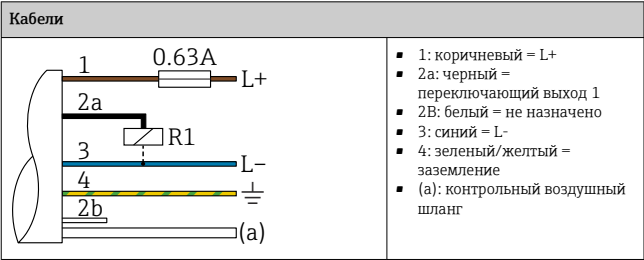 Кабели
1
0.63A
L+
2a
R1
3
L−
4
2b
(a)
▪ 1: коричневый = L+
▪ 2a: черный =
переключающий выход 1
▪ 2B: белый = не назначено
▪ 3: синий = L-
▪ 4: зеленый/желтый =
заземление
▪ (a): контрольный воздушный
шланг